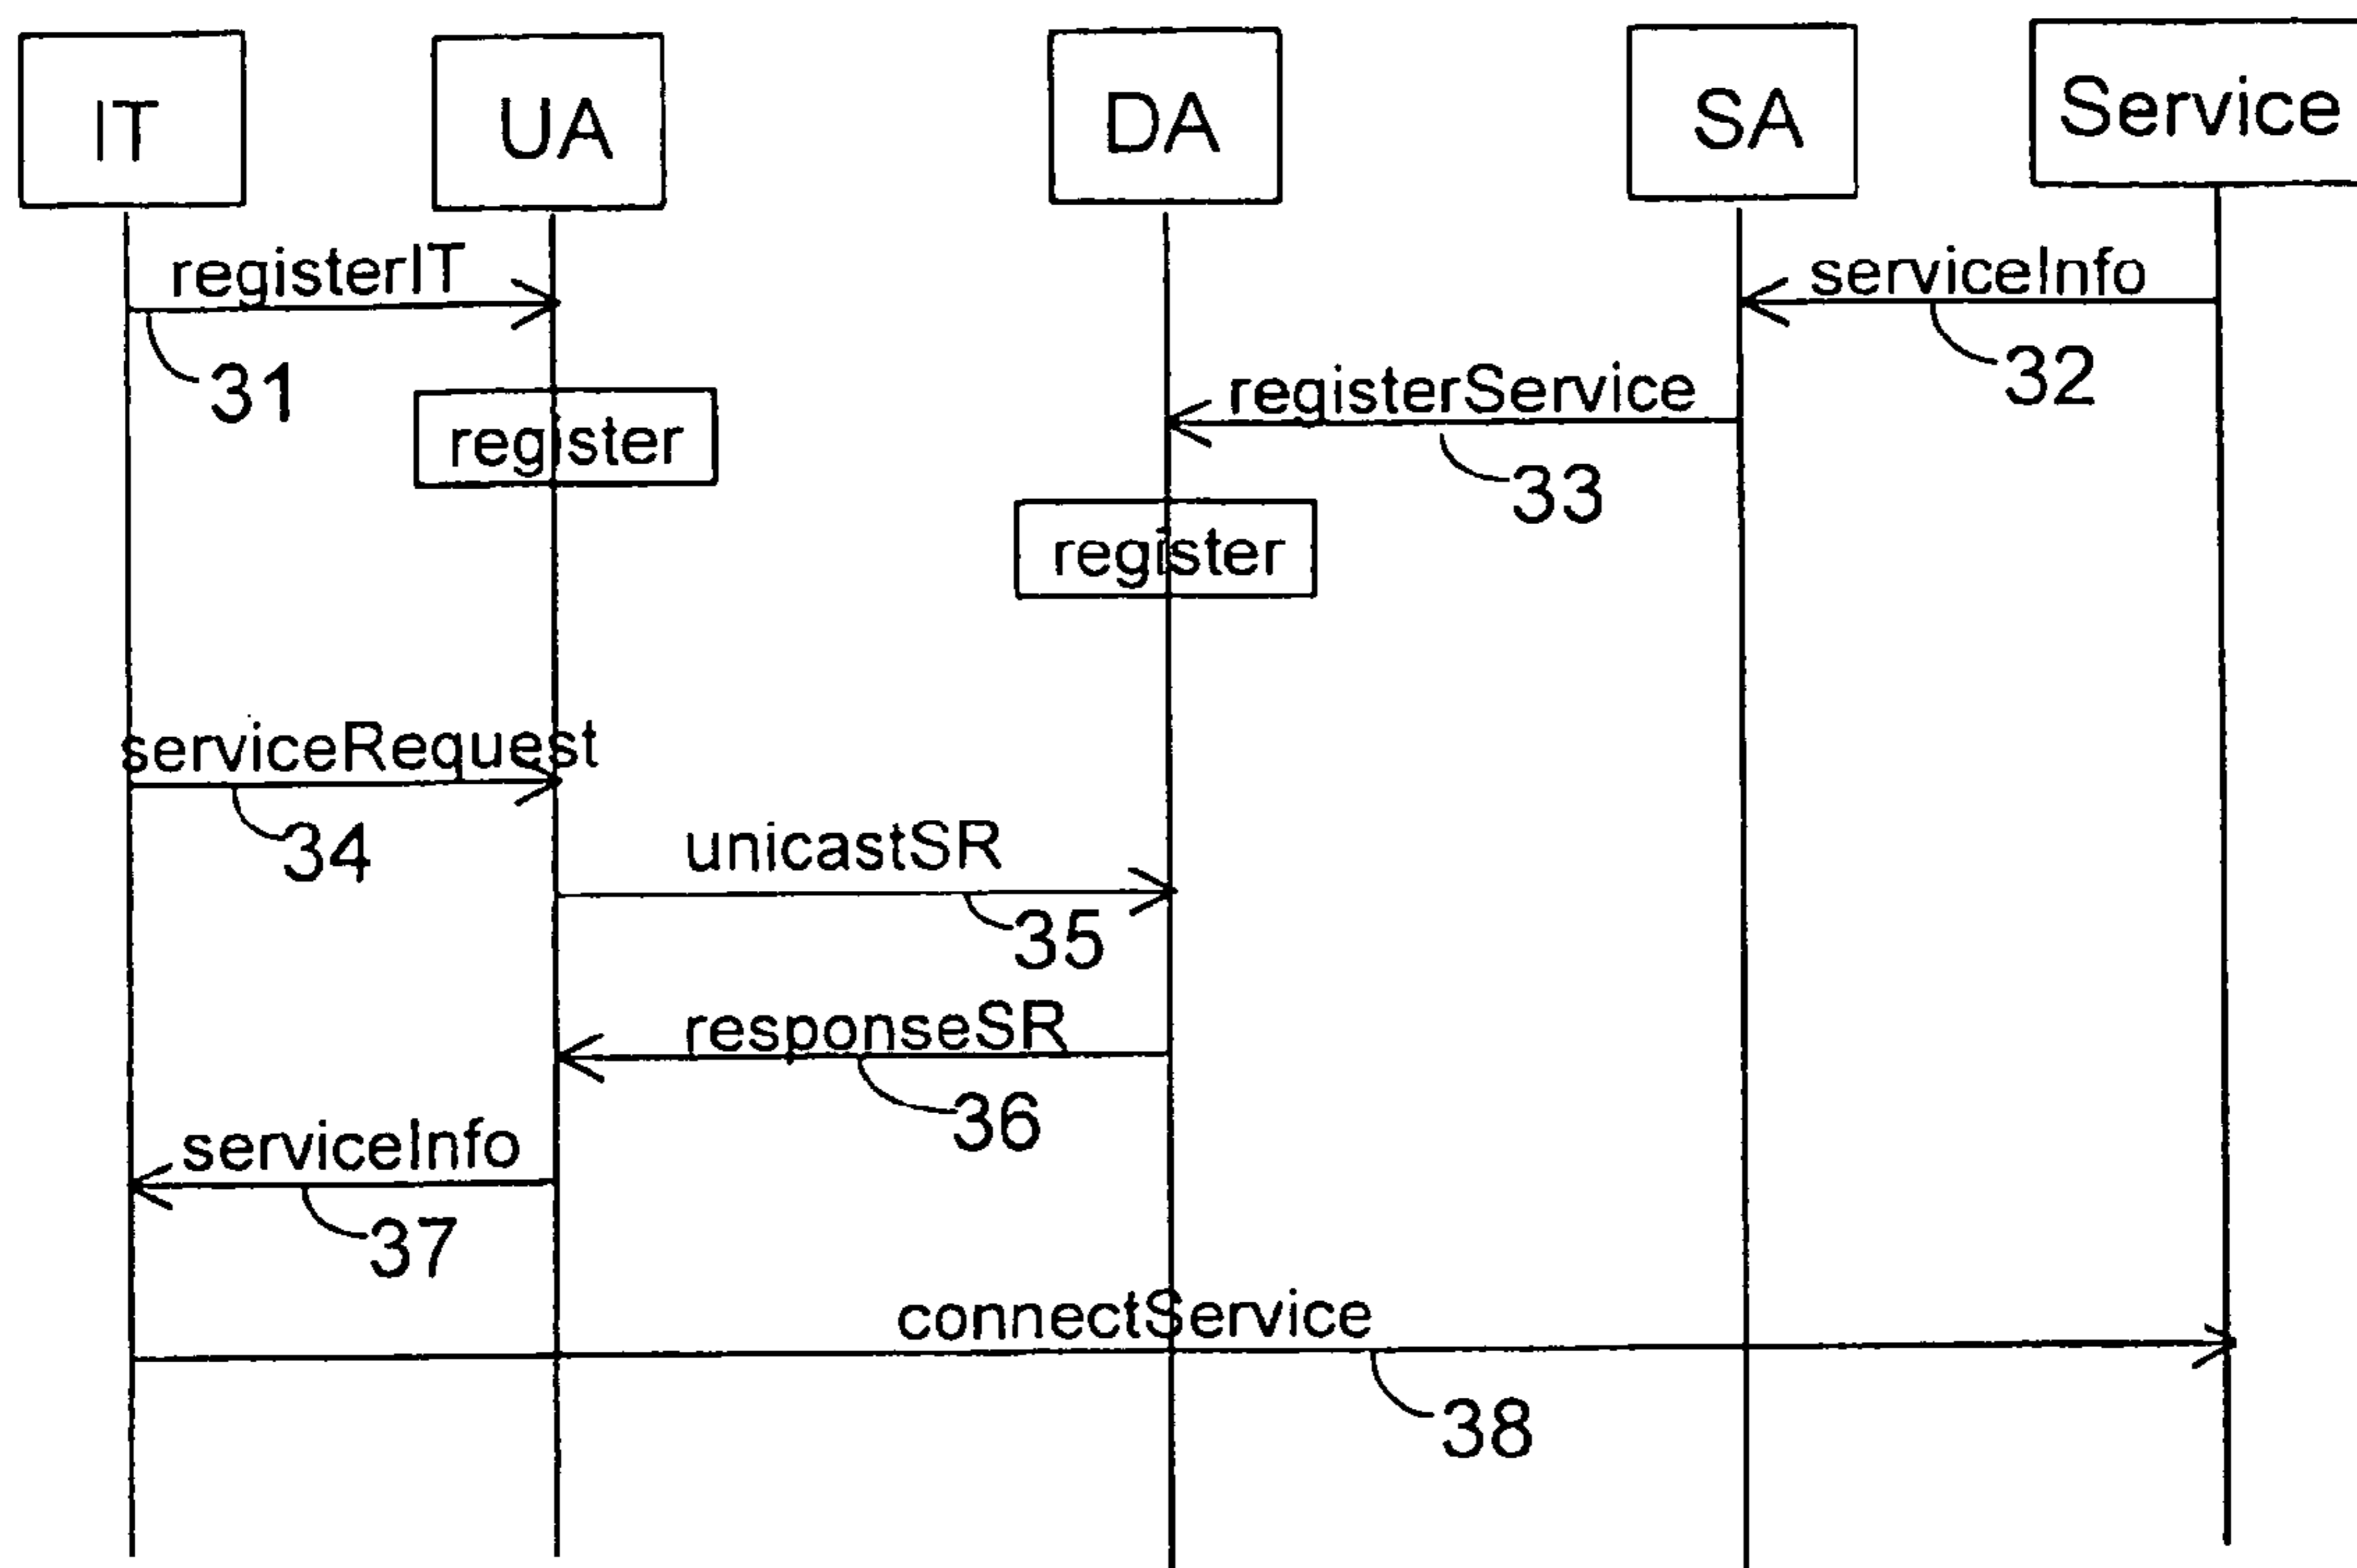 IT
UA
DA
SA
Service
registerIT
serviceInfo
31
32
registerService
register
33
register
serviceRequest
34
unicastSR
35
responseSR
36
serviceInfo
37
connectService
38